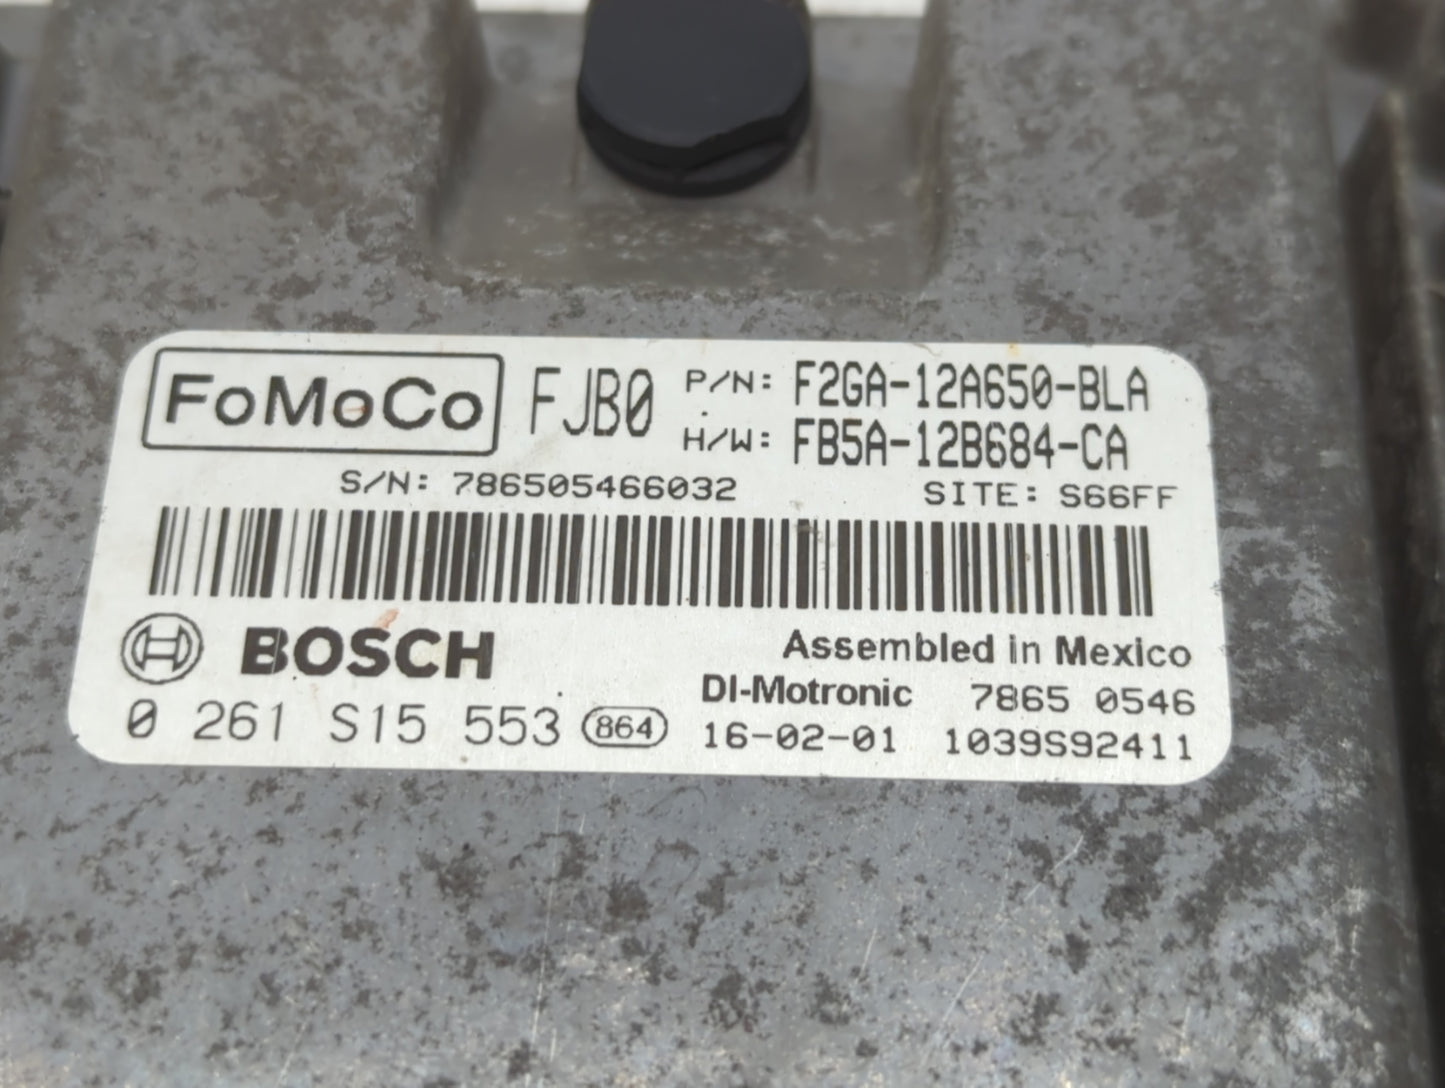 FoMoCo FJB0 P/N: F2GA-12A650-BLA
H/W: FB5A-12B684-CA
S/N: 786505466032 SITE: S66FF
BOSCH Assembled in Mexico
DI-Motronic 7865 0546
0 261 S15 553 864 16-02-01 1039S92411